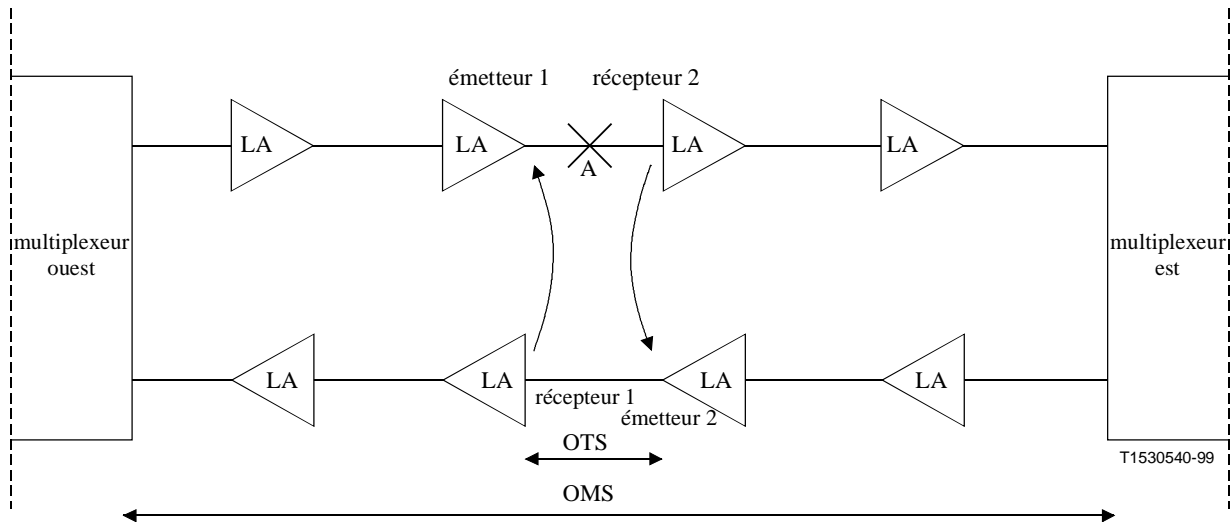 émetteur 1
récepteur 2
LA
LA
LA
LA
A
multiplexeur
ouest
multiplexeur
est
LA
LA
LA
LA
récepteur 1
émetteur 2
OTS
T1530540-99
OMS